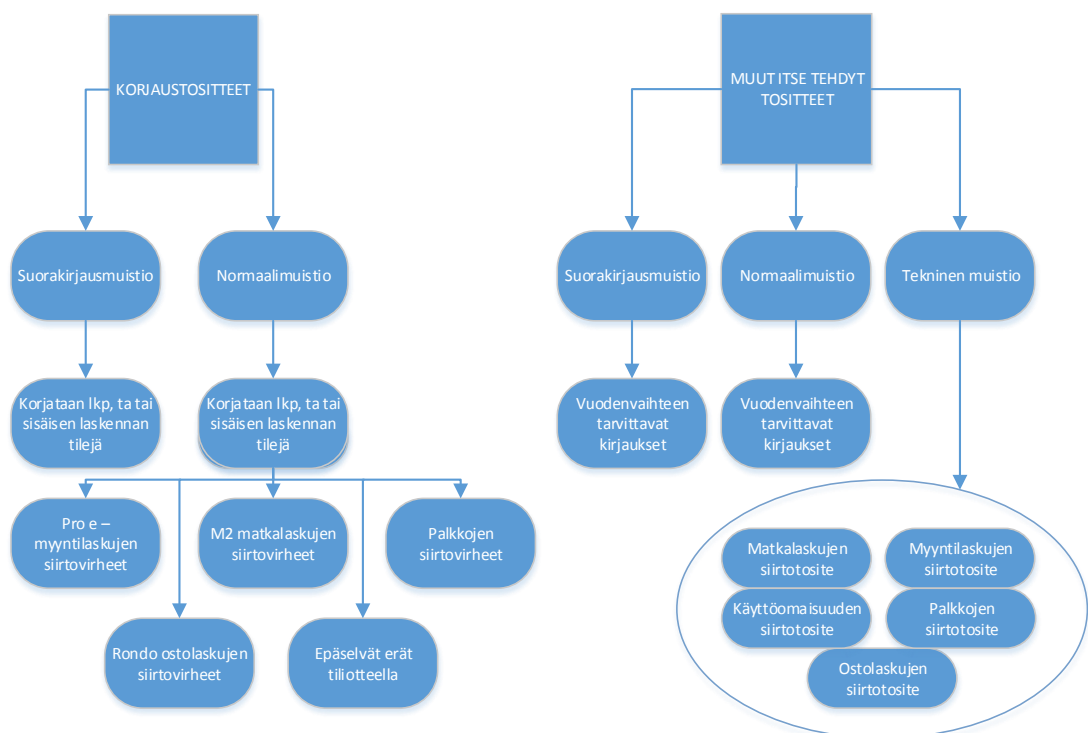 KORJAUSTOSITTEET
MUUT ITSE TEHDYT
TOSITTEET
Suorakirjausmuistio
Normaalimuistio
Suorakirjausmuistio
Normaalimuistio
Tekninen muistio
Korjataan lkp, ta tai
sisäisen laskennan
tilejä
Korjataan lkp, ta tai
sisäisen laskennan
tilejä
Vuodenvaihteen
tarvittavat
kirjaukset
Vuodenvaihteen
tarvittavat
kirjaukset
Pro e –
myyntilaskujen
siirtovirheet
M2 matkalaskujen
siirtovirheet
Palkkojen
siirtovirheet
Rondo ostolaskujen
siirtovirheet
Epäselvät erät
tiliotteella
Matkalaskujen
siirtotosite
Myyntilaskujen
siirtotosite
Käyttöomaisuuden
siirtotosite
Palkkojen
siirtotosite
Ostolaskujen
siirtotosite